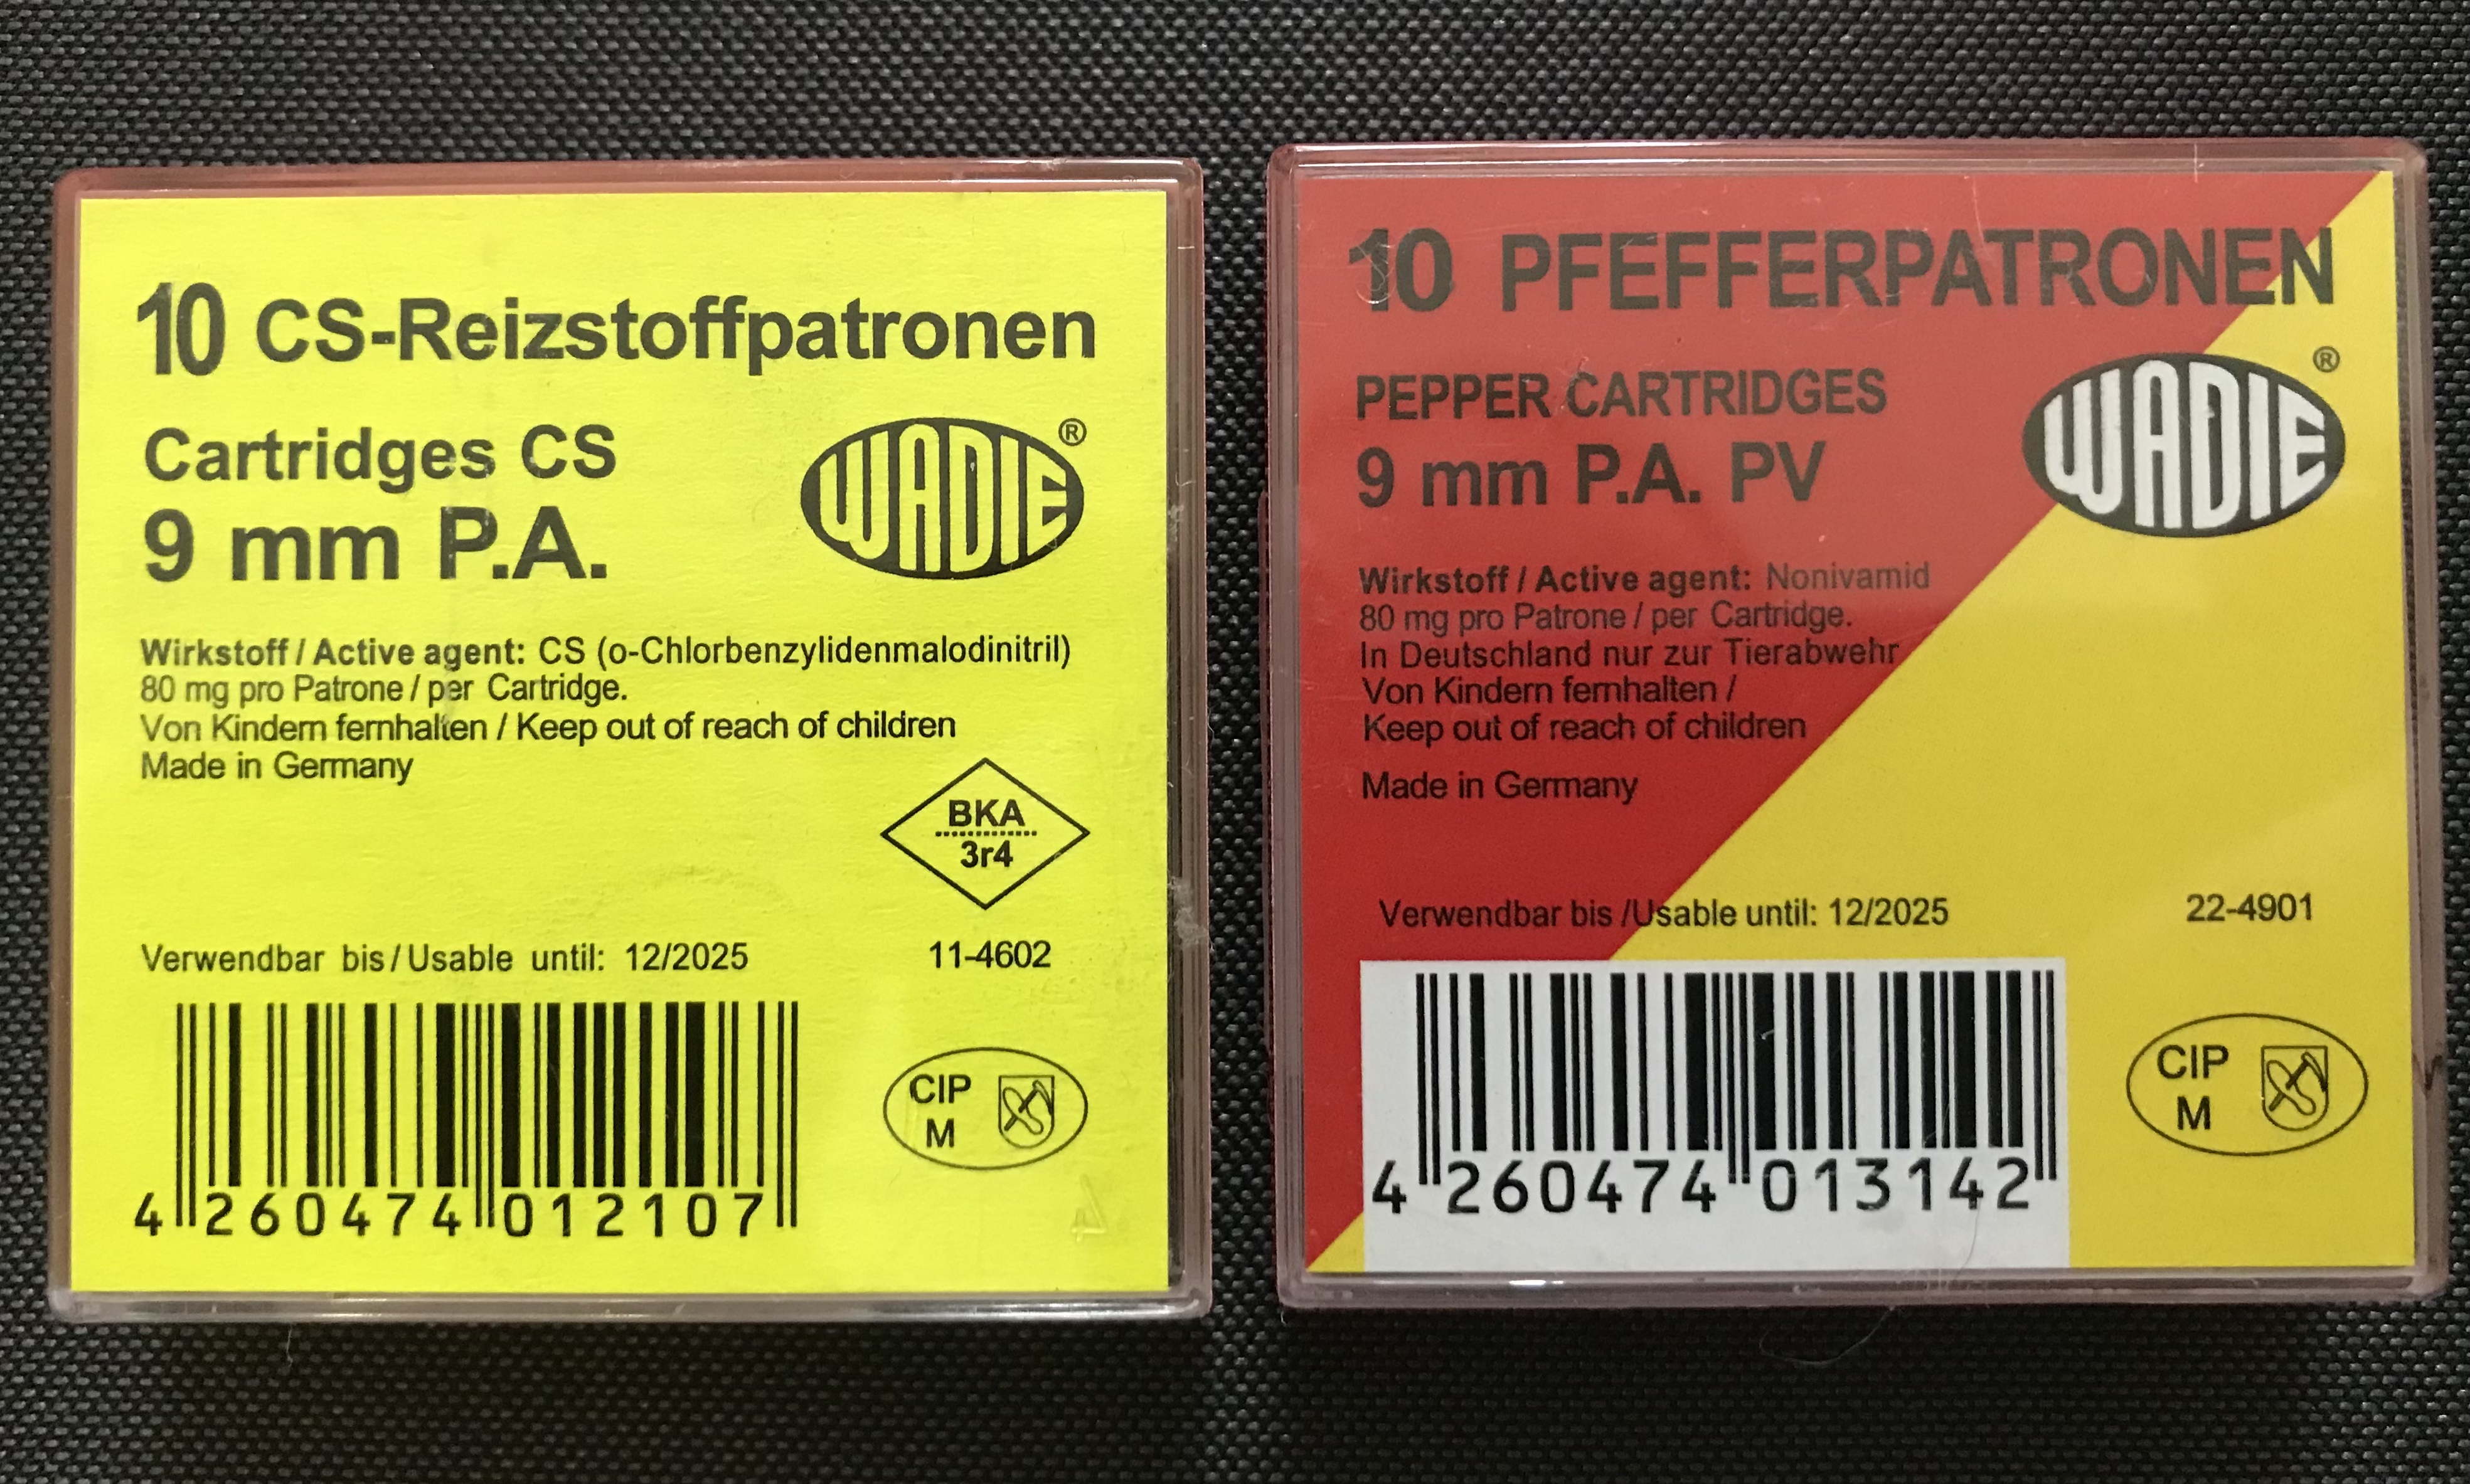 10 CS-Reizstoffpatronen
Cartridges CS
9 mm P.A.
WADIE ®
Wirkstoff / Active agent: CS (o-Chlorbenzylidenmalodinitril)
80 mg pro Patrone / per Cartridge.
Von Kindern fernhalten / Keep out of reach of children
Made in Germany
BKA
3r4
Verwendbar bis / Usable until: 12/2025
11-4602
CIP
M
4 260474 012107
4
10 PFEFFERPATRONEN
PEPPER CARTRIDGES
9 mm P.A. PV
WADIE ®
Wirkstoff / Active agent: Nonivamid
80 mg pro Patrone / per Cartridge.
In Deutschland nur zur Tierabwehr
Von Kindern fernhalten /
Keep out of reach of children
Made in Germany
Verwendbar bis /Usable until: 12/2025
22-4901
CIP
M
4 260474 013142